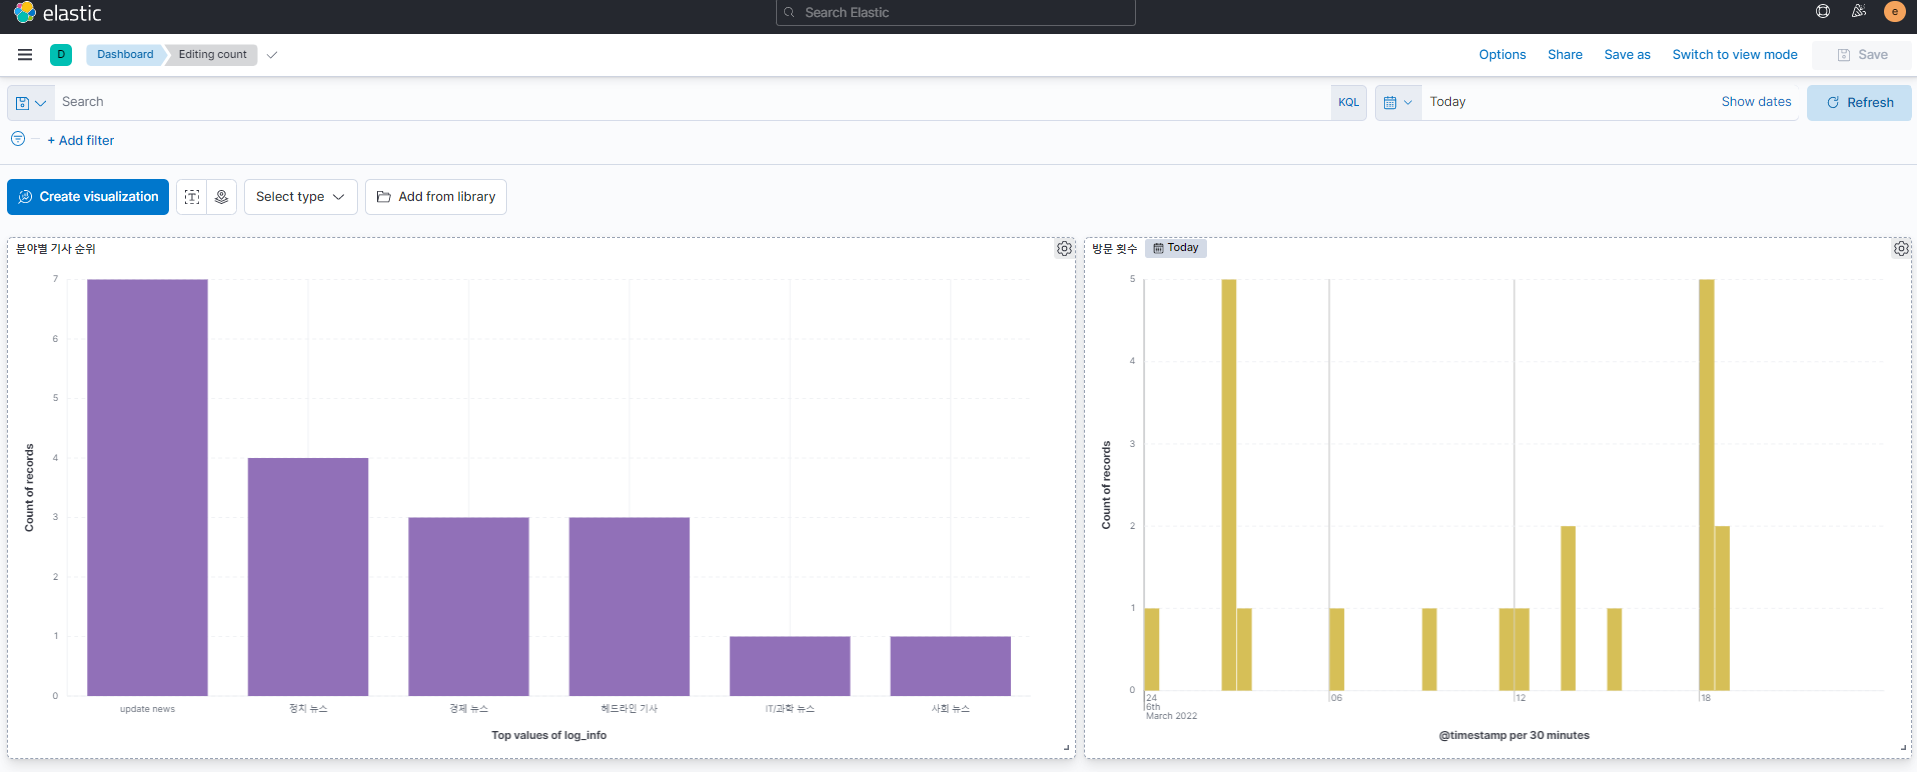 elastic
Search Elastic
e
D
Dashboard
Editing count
Options
Share
Save as
Switch to view mode
Save
Search
KQL
Today
Show dates
Refresh
+ Add filter
Create visualization
Select type
Add from library
분야별 기사 순위
7
6
5
4
3
2
1
0
Count of records
update news
정치 뉴스
경제 뉴스
헤드라인 기사
IT/과학 뉴스
사회 뉴스
Top values of log_info
방문 횟수
Today
5
4
3
2
1
0
Count of records
24
06
12
18
6th
March 2022
@timestamp per 30 minutes